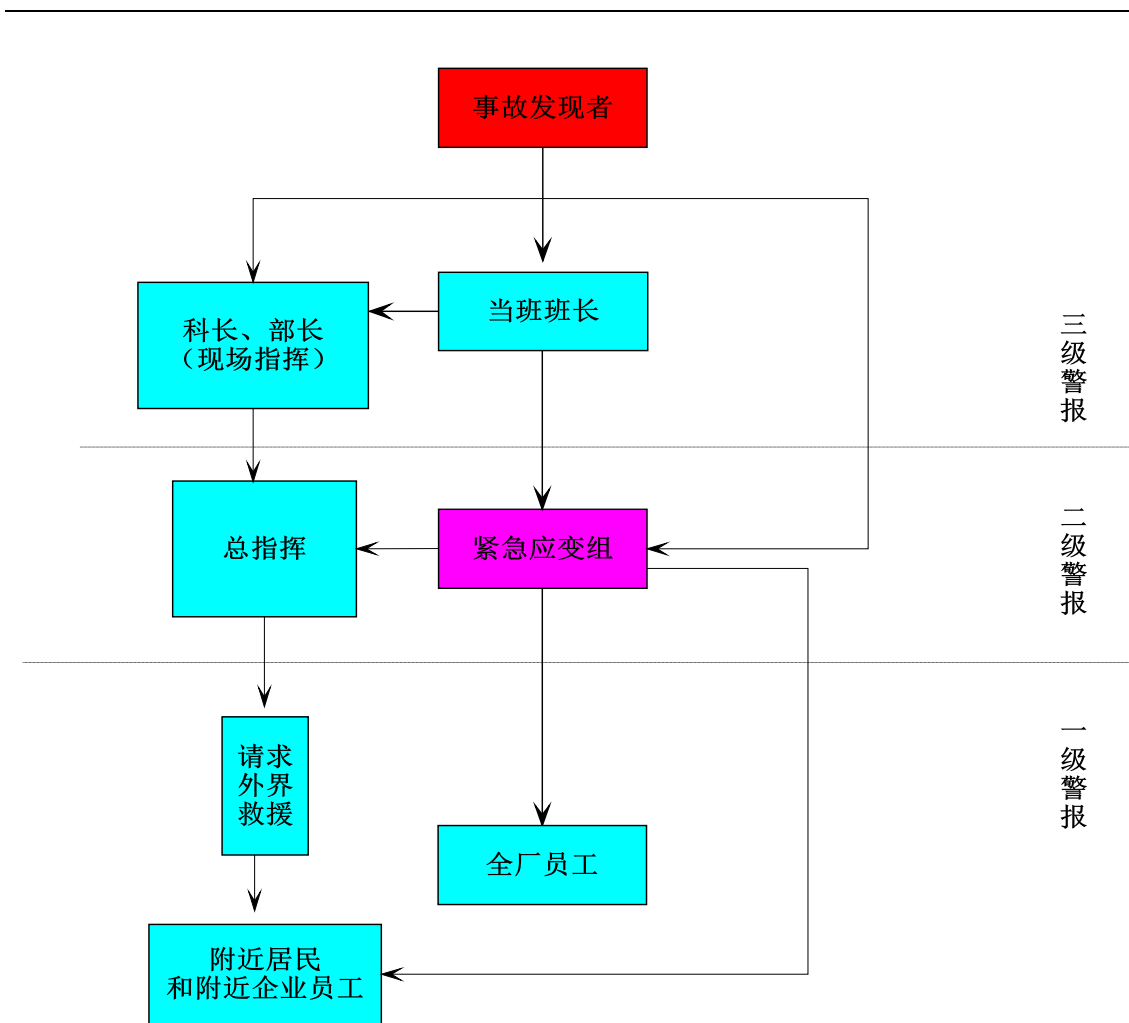 事故发现者
当班班长
科长、部长
（现场指挥）
三
级
警
报
总指挥
紧急应变组
二
级
警
报
请求
外界
救援
一
级
警
报
全厂员工
附近居民
和附近企业员工